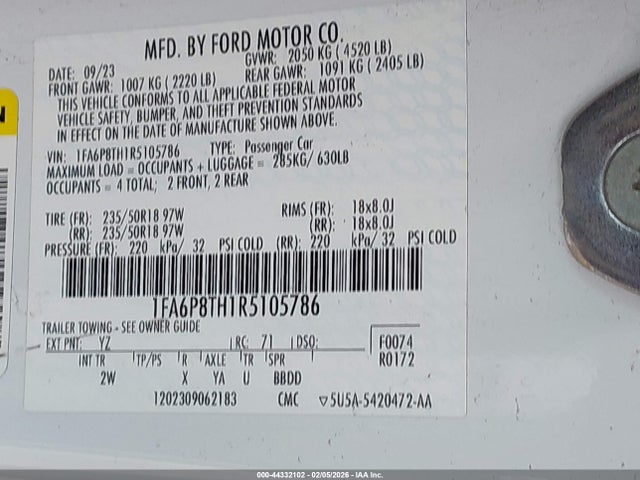 MFD. BY FORD MOTOR CO.
DATE: 09/23 GVWR: 2050 KG ( 4520 LB)
FRONT GAWR: 1007 KG ( 2220 LB) REAR GAWR: 1091 KG ( 2405 LB)
THIS VEHICLE CONFORMS TO ALL APPLICABLE FEDERAL MOTOR
VEHICLE SAFETY, BUMPER, AND THEFT PREVENTION STANDARDS
IN EFFECT ON THE DATE OF MANUFACTURE SHOWN ABOVE.
VIN: 1FA6P8TH1R5105786 TYPE: Passenger Car
MAXIMUM LOAD = OCCUPANTS + LUGGAGE = 285KG/ 630LB
OCCUPANTS = 4 TOTAL; 2 FRONT, 2 REAR
TIRE (FR): 235/50R18 97W RIMS (FR): 18x8.0J
(RR): 235/50R18 97W (RR): 18x8.0J
PRESSURE (FR): 220 kPa/ 32 PSI COLD (RR): 220 kPa/ 32 PSI COLD
1FA6P8TH1R5105786
TRAILER TOWING - SEE OWNER GUIDE
EXT PNT: YZ RC: 71 DSO: F0074
INT TR TP/PS R AXLE TR SPR R0172
2W X YA U BBDD
1202309062183 CMC ▽5U5A-5420472-AA
000-44332102 - 02/05/2026 - IAA Inc.